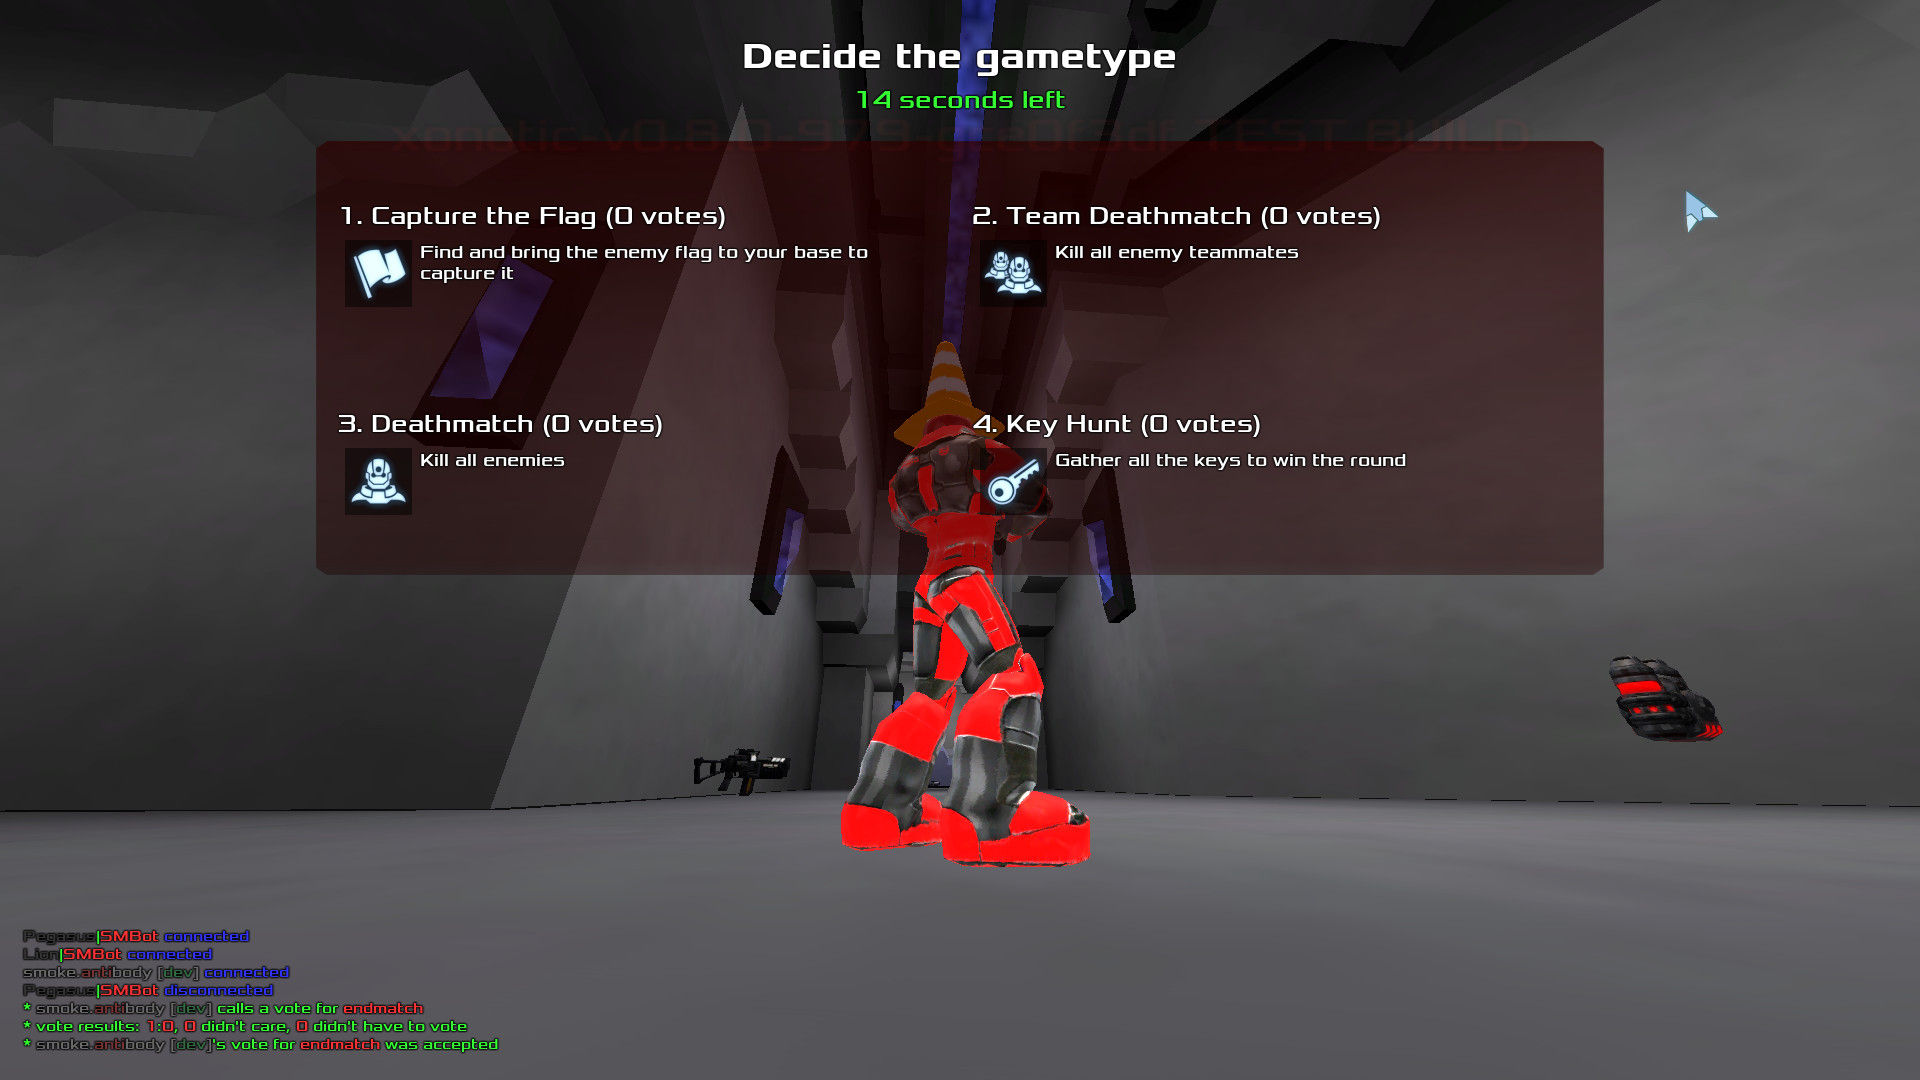 Decide the gametype
14 seconds left
TEST BUILD
1. Capture the Flag (0 votes)
Find and bring the enemy flag to your base to
capture it
2. Team Deathmatch (0 votes)
Kill all enemy teammates
3. Deathmatch (0 votes)
Kill all enemies
4. Key Hunt (0 votes)
Gather all the keys to win the round
Pegasus|SMBot connected
Lion|SMBot connected
smoke.antibody [dev] connected
Pegasus|SMBot disconnected
* smoke.antibody [dev] calls a vote for endmatch
* vote results: 1:0, 0 didn't care, 0 didn't have to vote
* smoke.antibody [dev]'s vote for endmatch was accepted